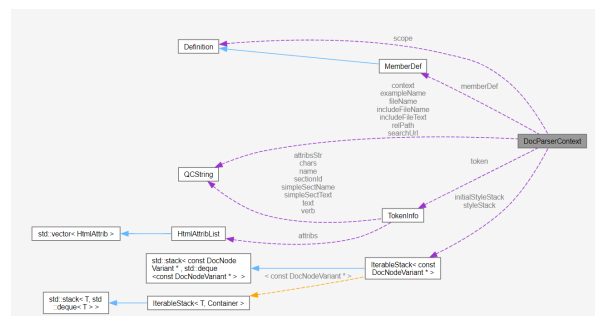 scope
Definition
MemberDef
memberDef
context
exampleName
fileName
includeFileName
includeFileText
relPath
searchUrl
DocParserContext
attribsStr
chars
name
sectionId
simpleSectName
simpleSectText
text
verb
token
QCString
initialStyleStack
styleStack
TokenInfo
std::vector< HtmlAttrib >
HtmlAttribList
attribs
std::stack< const DocNode
Variant * , std::deque
<const DocNodeVariant * > >
< const DocNodeVariant * >
IterableStack< const
DocNodeVariant * >
std::stack< T, std
::deque< T > >
IterableStack< T, Container >